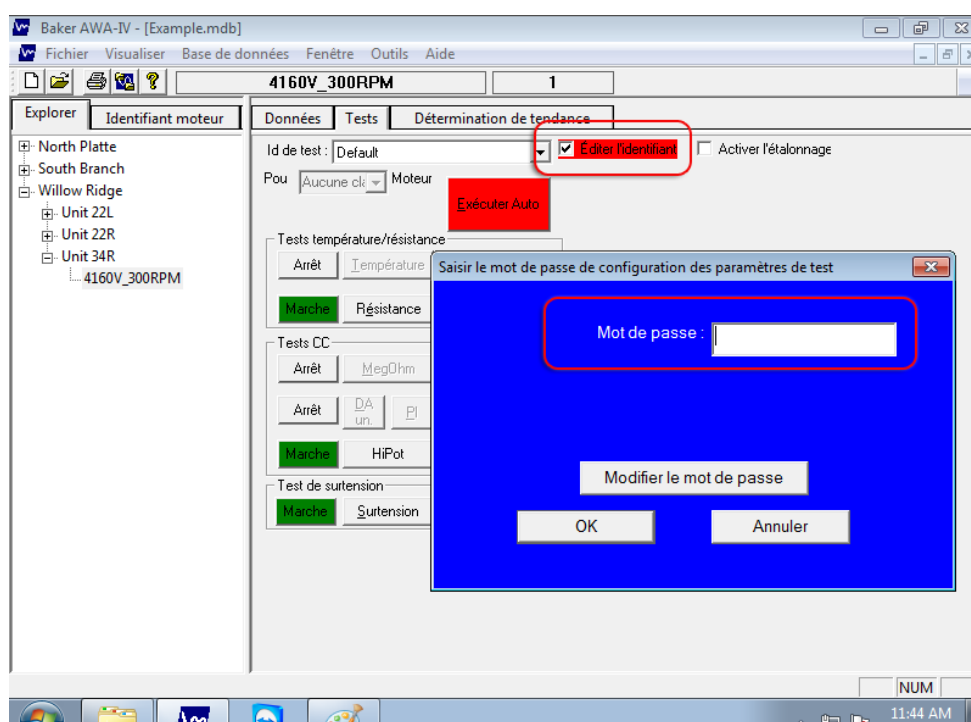 Baker AWA-IV - [Example.mdb]
Fichier Visualiser Base de données Fenêtre Outils Aide
4160V_300RPM 1
Explorer Identifiant moteur Données Tests Détermination de tendance
North Platte
South Branch
Willow Ridge
Unit 22L
Unit 22R
Unit 34R
4160V_300RPM
Id de test : Default Éditer l'identifiant Activer l'étalonnage
Pou Aucune cla Moteur
Exécuter Auto
Tests température/résistance
Arrêt Température
Marche Résistance
Tests CC
Arrêt MegOhm
Arrêt DA un. PI
Marche HiPot
Test de surtension
Marche Surtension
Saisir le mot de passe de configuration des paramètres de test
Mot de passe :
Modifier le mot de passe
OK Annuler
NUM
11:44 AM